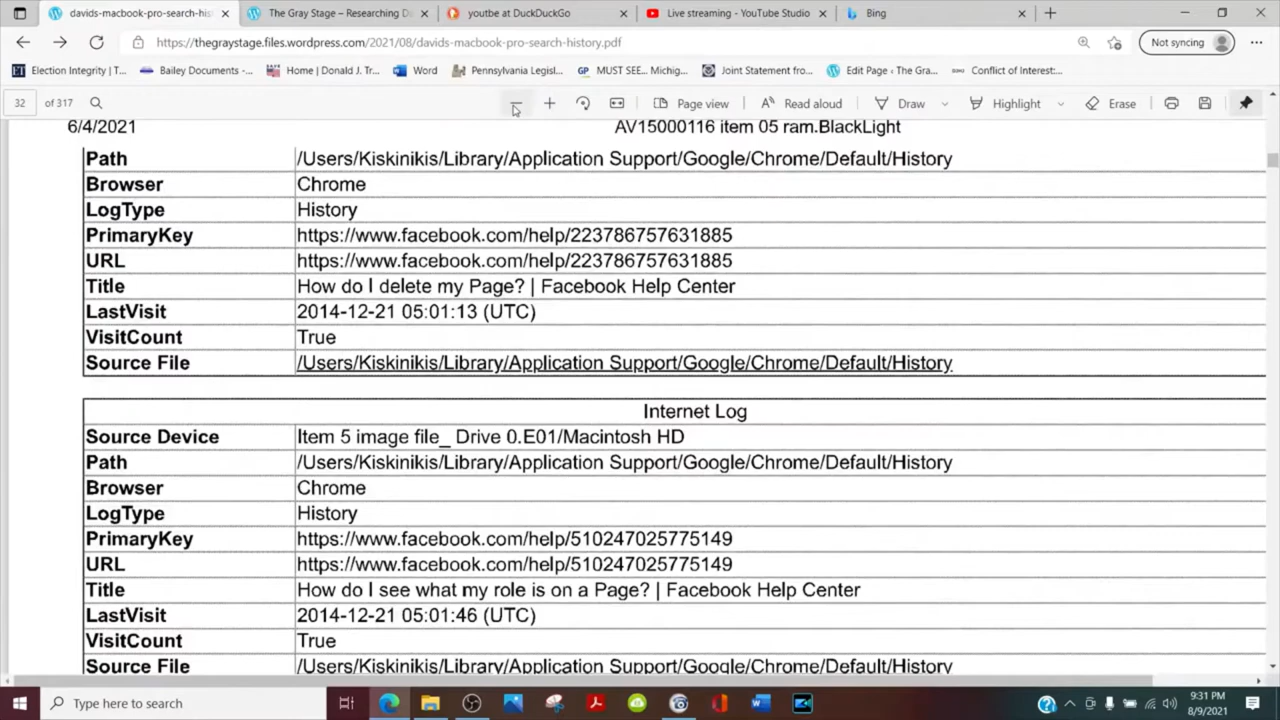 davids-macbook-pro-search-hist
The Gray Stage – Researching Do
youtbe at DuckDuckGo
Live streaming - YouTube Studio
Bing
https://thegraystage.files.wordpress.com/2021/08/davids-macbook-pro-search-history.pdf
Not syncing
Election Integrity | T...
Bailey Documents -...
Home | Donald J. Tr...
Word
Pennsylvania Legisl...
GP MUST SEE... Michig...
Joint Statement fro...
Edit Page ‹ The Gra...
Conflict of Interest:...
32 of 317
Page view
Read aloud
Draw
Highlight
Erase
6/4/2021 AV15000116 item 05 ram.BlackLight
Path /Users/Kiskinikis/Library/Application Support/Google/Chrome/Default/History
Browser Chrome
LogType History
PrimaryKey https://www.facebook.com/help/223786757631885
URL https://www.facebook.com/help/223786757631885
Title How do I delete my Page? | Facebook Help Center
LastVisit 2014-12-21 05:01:13 (UTC)
VisitCount True
Source File /Users/Kiskinikis/Library/Application Support/Google/Chrome/Default/History
Internet Log
Source Device Item 5 image file_ Drive 0.E01/Macintosh HD
Path /Users/Kiskinikis/Library/Application Support/Google/Chrome/Default/History
Browser Chrome
LogType History
PrimaryKey https://www.facebook.com/help/510247025775149
URL https://www.facebook.com/help/510247025775149
Title How do I see what my role is on a Page? | Facebook Help Center
LastVisit 2014-12-21 05:01:46 (UTC)
VisitCount True
Source File /Users/Kiskinikis/Library/Application Support/Google/Chrome/Default/History
Type here to search
9:31 PM
8/9/2021